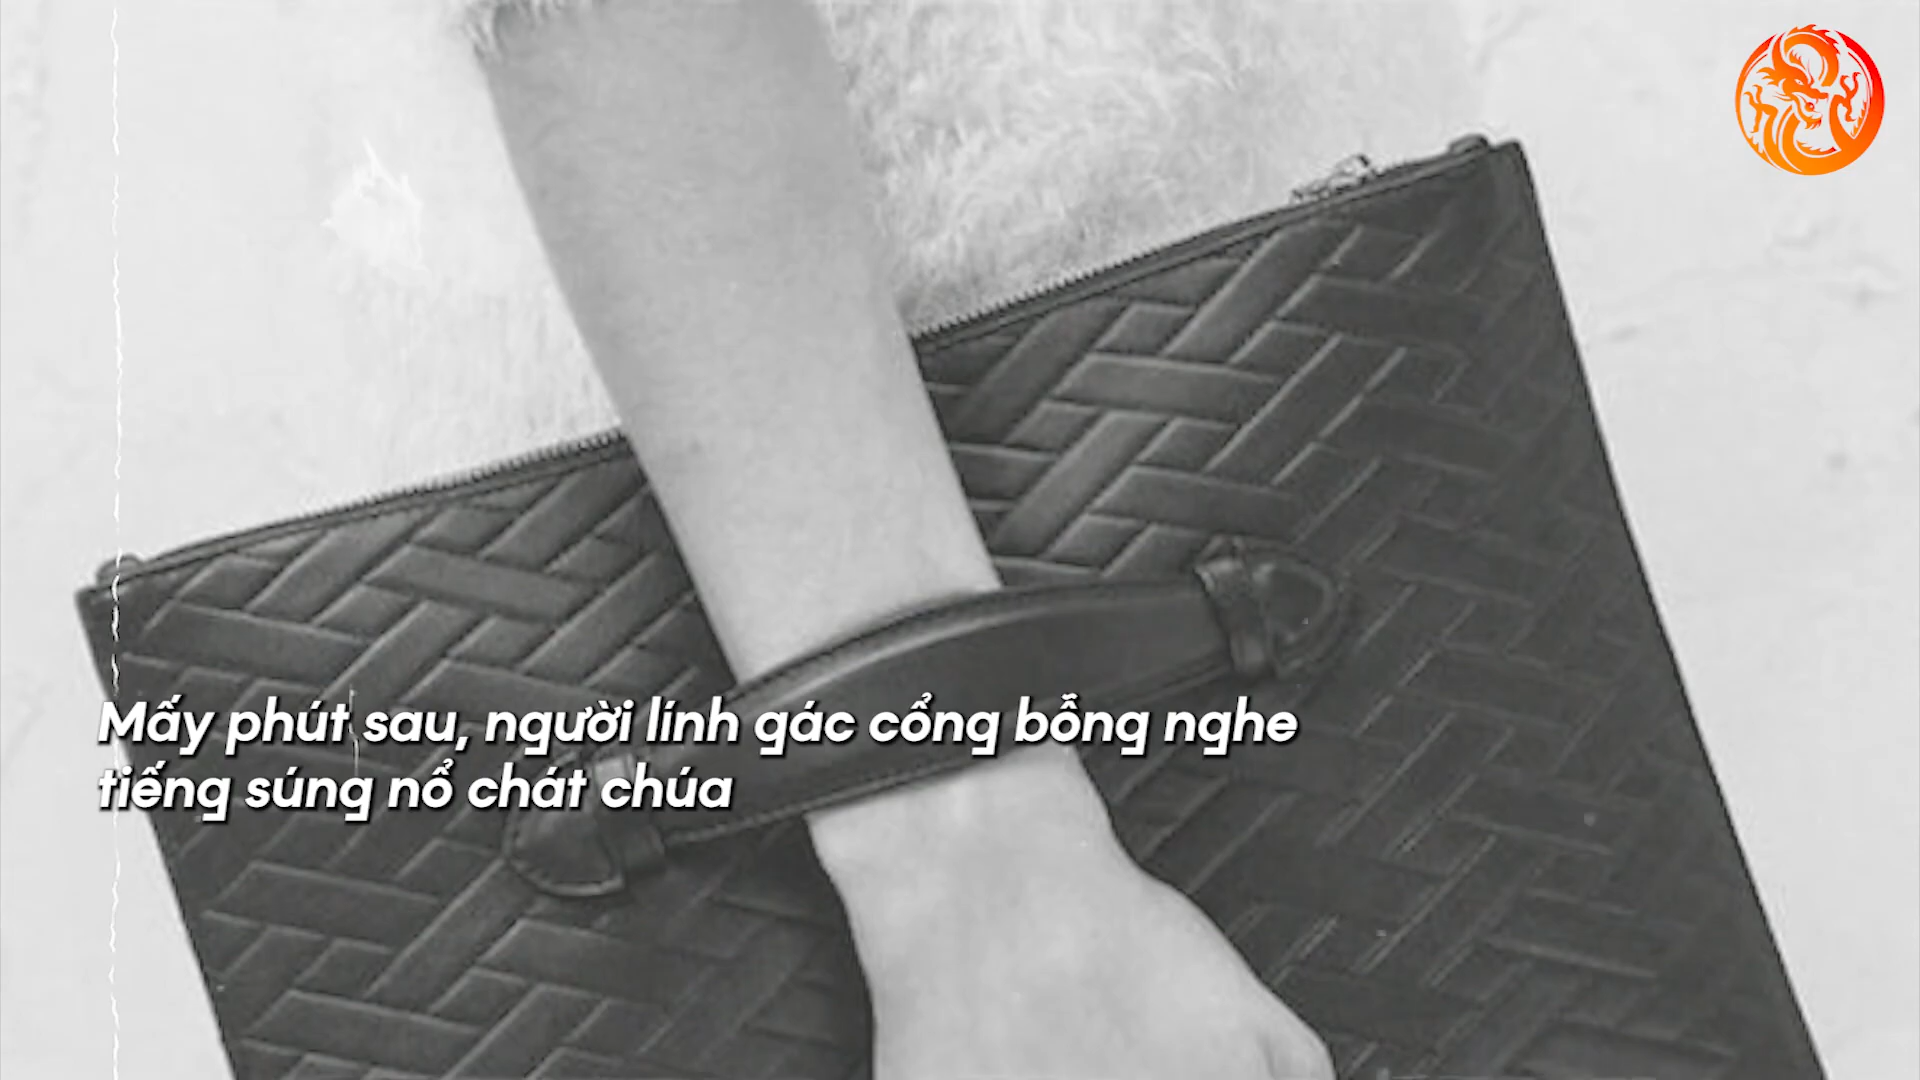 Mấy phút sau, người lính gác cổng bỗng nghe
tiếng súng nổ chát chúa